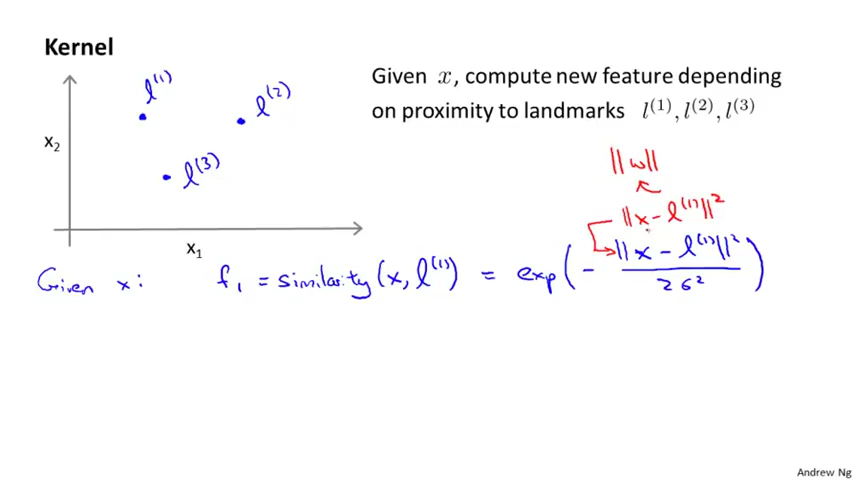 Kernel
Given x, compute new feature depending
on proximity to landmarks l⁽¹⁾, l⁽²⁾, l⁽³⁾
l⁽¹⁾
l⁽²⁾
l⁽³⁾
x₂
x₁
||w||
||x - l⁽¹⁾||²
Given x: f₁ = similarity(x, l⁽¹⁾) = exp(- ||x - l⁽¹⁾||² / 2σ²)
Andrew Ng